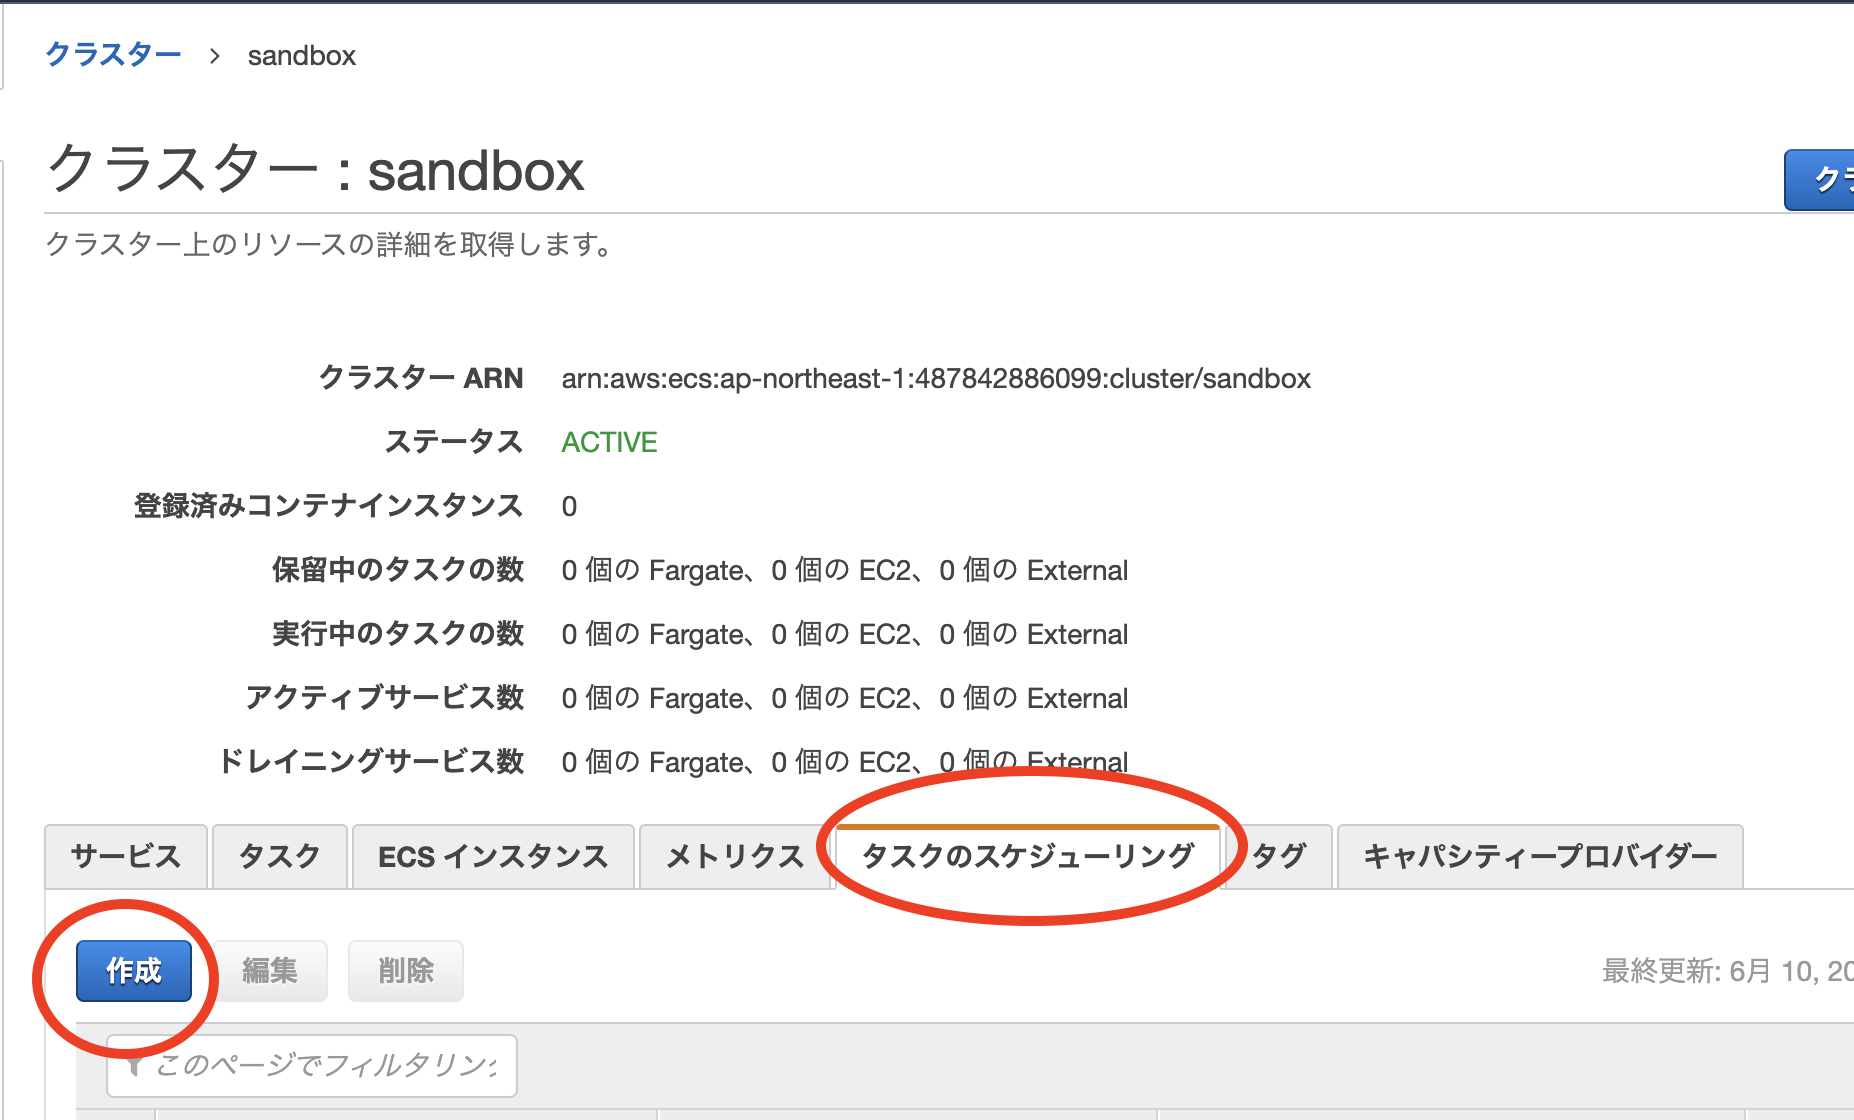 クラスター > sandbox
クラスター : sandbox
クラスター上のリソースの詳細を取得します。
クラスター ARN arn:aws:ecs:ap-northeast-1:487842886099:cluster/sandbox
ステータス ACTIVE
登録済みコンテナインスタンス 0
保留中のタスクの数 0 個の Fargate、0 個の EC2、0 個の External
実行中のタスクの数 0 個の Fargate、0 個の EC2、0 個の External
アクティブサービス数 0 個の Fargate、0 個の EC2、0 個の External
ドレイニングサービス数 0 個の Fargate、0 個の EC2、0 個の External
サービス タスク ECS インスタンス メトリクス タスクのスケジューリング タグ キャパシティープロバイダー
作成 編集 削除 最終更新: 6月 10, 20
このページでフィルタリング